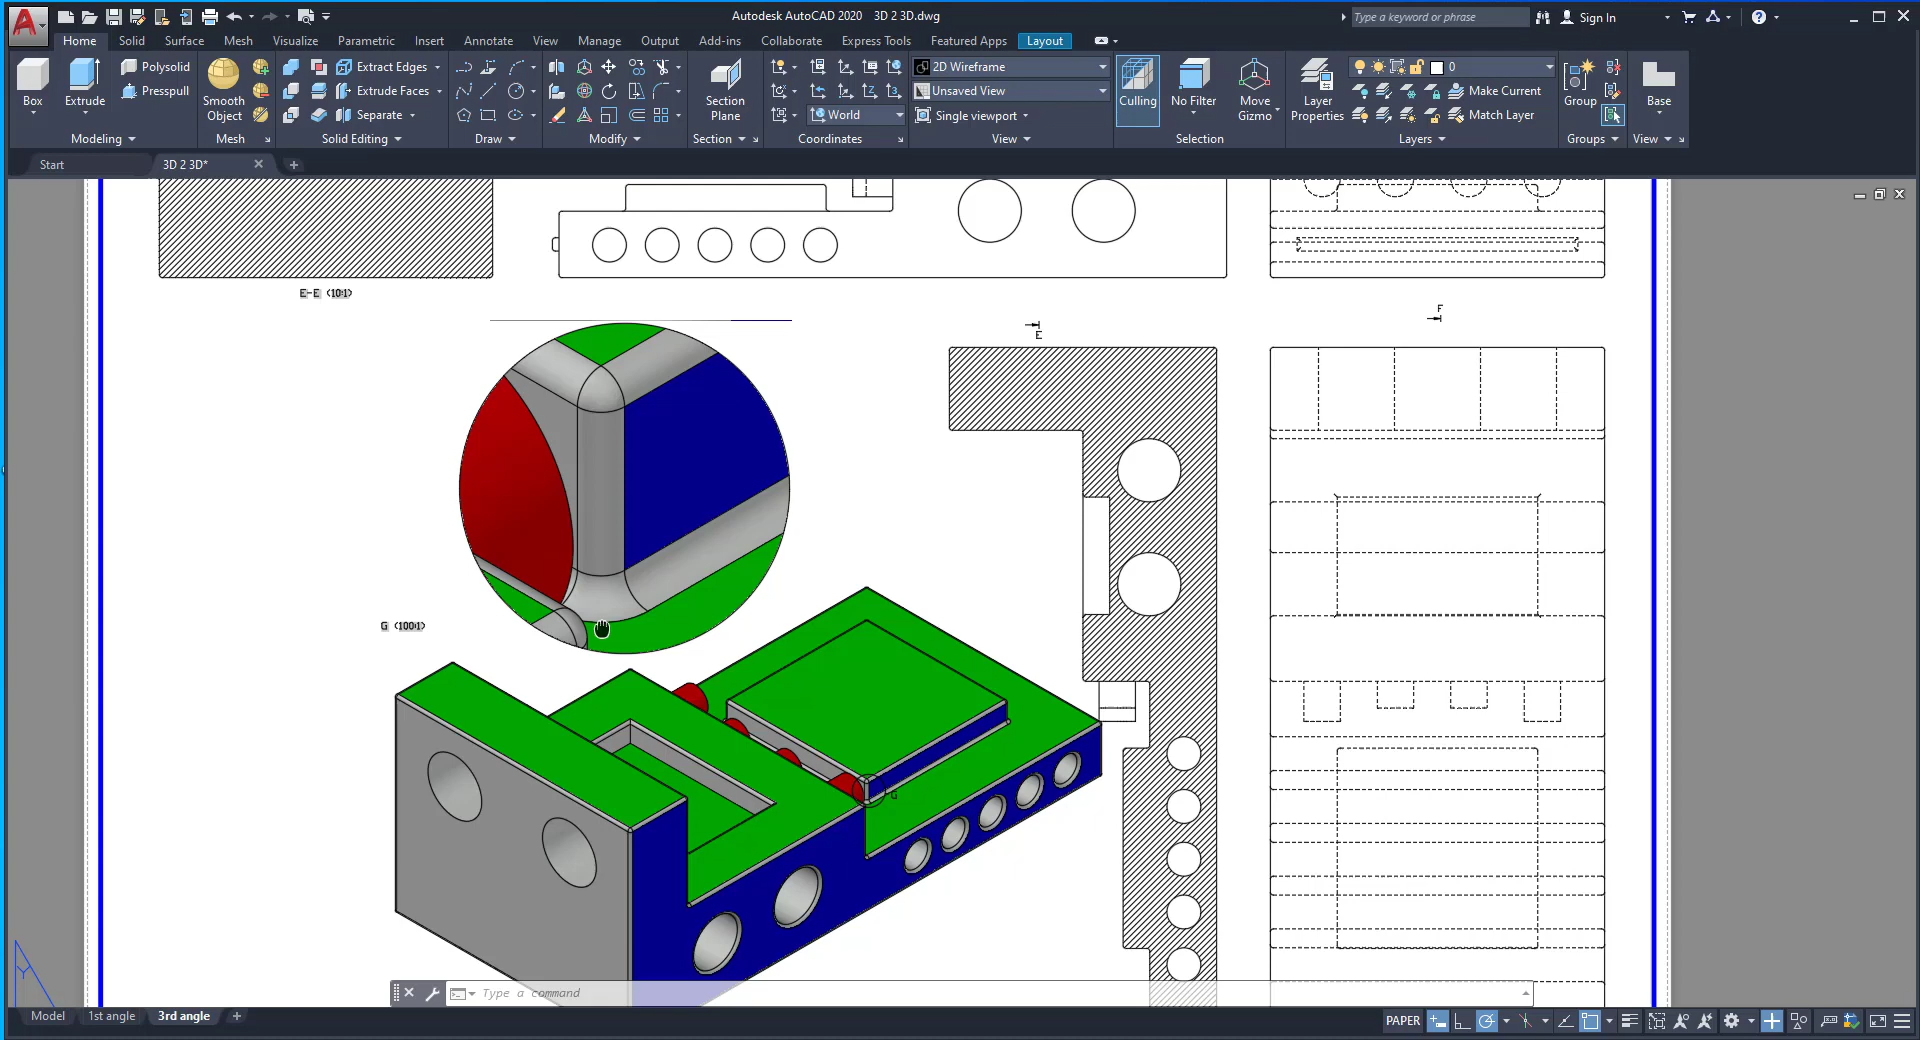 Autodesk AutoCAD 2020 3D 2 3D.dwg
Type a keyword or phrase
Sign In
Home Solid Surface Mesh Visualize Parametric Insert Annotate View Manage Output Add-ins Collaborate Express Tools Featured Apps Layout
Box
Extrude
Polysolid
Presspull
Modeling
Smooth
Object
Mesh
Extract Edges
Extrude Faces
Separate
Solid Editing
Draw
Modify
Section
Plane
Section
World
Coordinates
2D Wireframe
Unsaved View
Single viewport
View
Culling
No Filter
Move
Gizmo
Selection
Layer
Properties
0
Make Current
Match Layer
Layers
Group
Groups
Base
View
Start 3D 2 3D*
E-E (10:1)
E
F
G (100:1)
G
Y
Type a command
Model 1st angle 3rd angle
PAPER